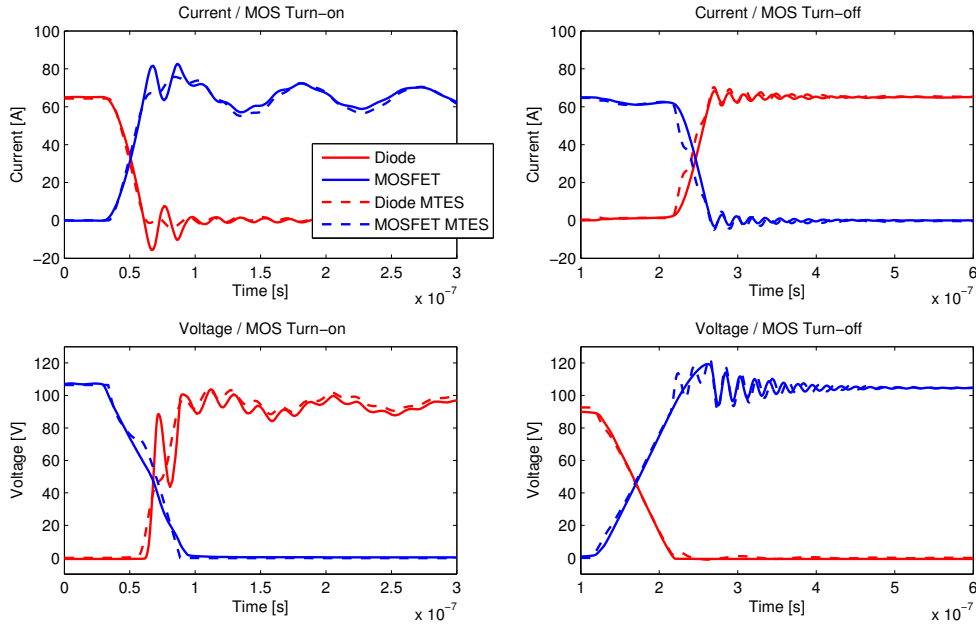 Current / MOS Turn−on
Current [A]
100
80
60
40
20
0
−20
0 0.5 1 1.5 2 2.5 3
Time [s]
x 10⁻⁷
Diode
MOSFET
Diode MTES
MOSFET MTES
Current / MOS Turn−off
Current [A]
100
80
60
40
20
0
−20
1 2 3 4 5 6
Time [s]
x 10⁻⁷
Voltage / MOS Turn−on
Voltage [V]
120
100
80
60
40
20
0
0 0.5 1 1.5 2 2.5 3
Time [s]
x 10⁻⁷
Voltage / MOS Turn−off
Voltage [V]
120
100
80
60
40
20
0
1 2 3 4 5 6
Time [s]
x 10⁻⁷